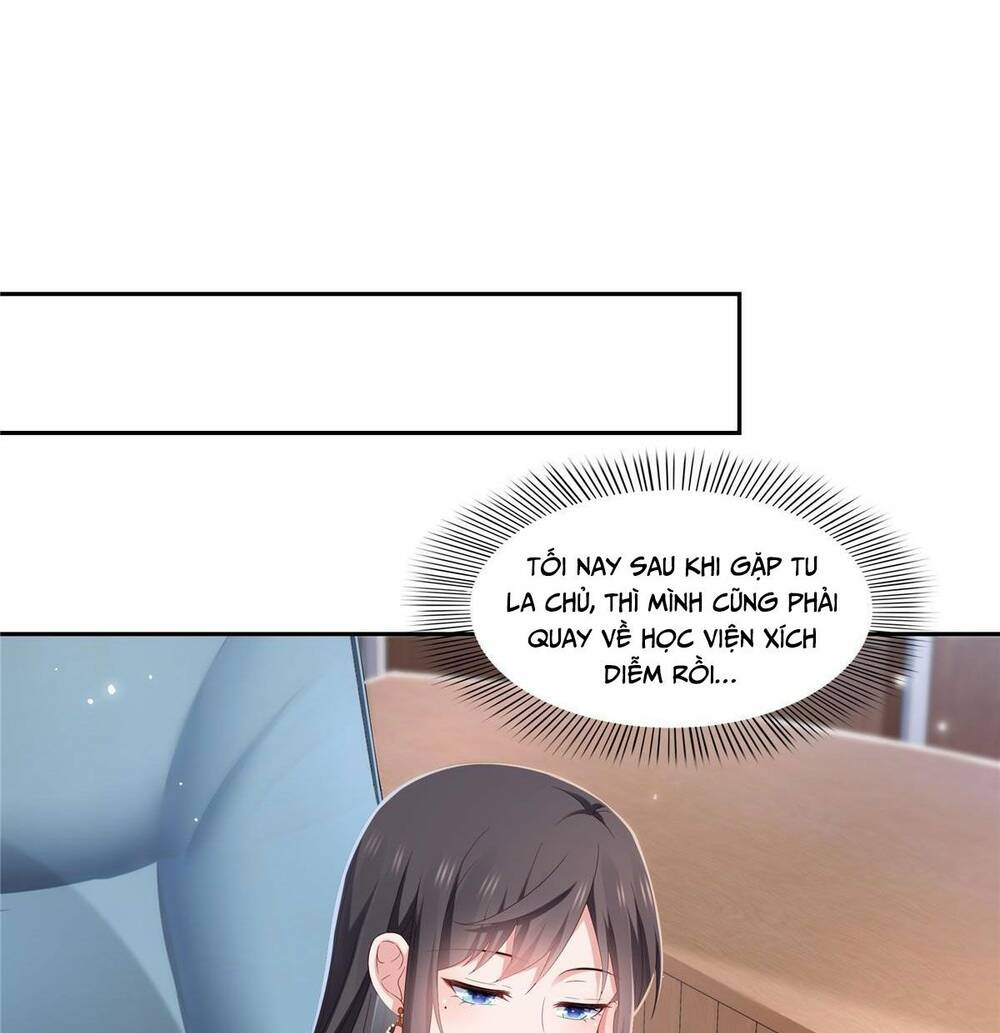 TỐI NAY SAU KHI GẶP TU
LA CHỦ, THÌ MÌNH CŨNG PHẢI
QUAY VỀ HỌC VIỆN XÍCH
DIỄM RỒI...